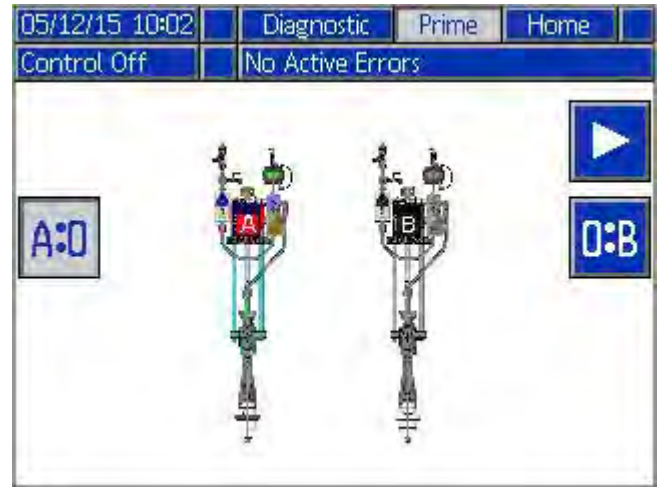 05/12/15 10:02 Diagnostic Prime Home
Control Off No Active Errors
A B
A:0 0:B